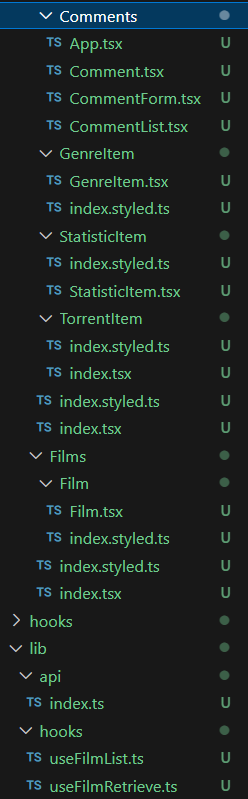 Comments
TS App.tsx U
TS Comment.tsx U
TS CommentForm.tsx U
TS CommentList.tsx U
GenreItem
TS GenreItem.tsx U
TS index.styled.ts U
StatisticItem
TS index.styled.ts U
TS StatisticItem.tsx U
TorrentItem
TS index.styled.ts U
TS index.tsx U
TS index.styled.ts U
TS index.tsx U
Films
Film
TS Film.tsx U
TS index.styled.ts U
TS index.styled.ts U
TS index.tsx U
hooks
lib
api
TS index.ts U
hooks
TS useFilmList.ts U
TS useFilmRetrieve.ts U